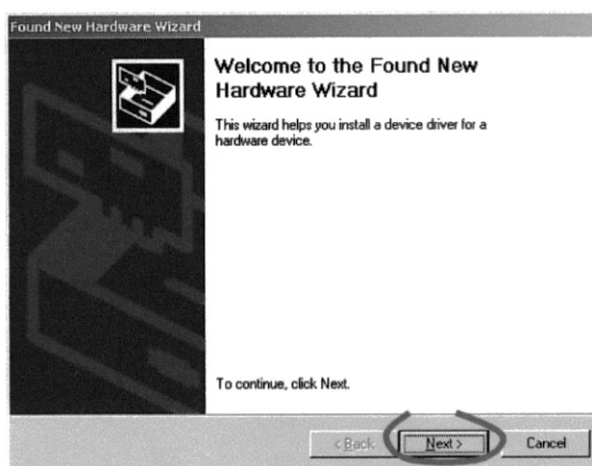 Found New Hardware Wizard
Welcome to the Found New
Hardware Wizard
This wizard helps you install a device driver for a
hardware device.
To continue, click Next.
< Back
Next >
Cancel